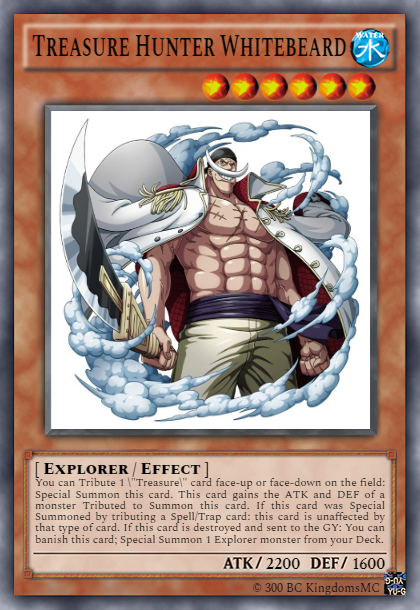 Treasure Hunter Whitebeard
WATER
水
[ Explorer / Effect ]
You can Tribute 1 \"Treasure\" card face-up or face-down on the field:
Special Summon this card. This card gains the ATK and DEF of a
monster Tributed to Summon this card. If this card was Special
Summoned by tributing a Spell/Trap card: this card is unaffected by
that type of card. If this card is destroyed and sent to the GY: You can
banish this card; Special Summon 1 Explorer monster from your Deck.
ATK/ 2200 DEF/ 1600
© 300 BC KingdomsMC
YU-G